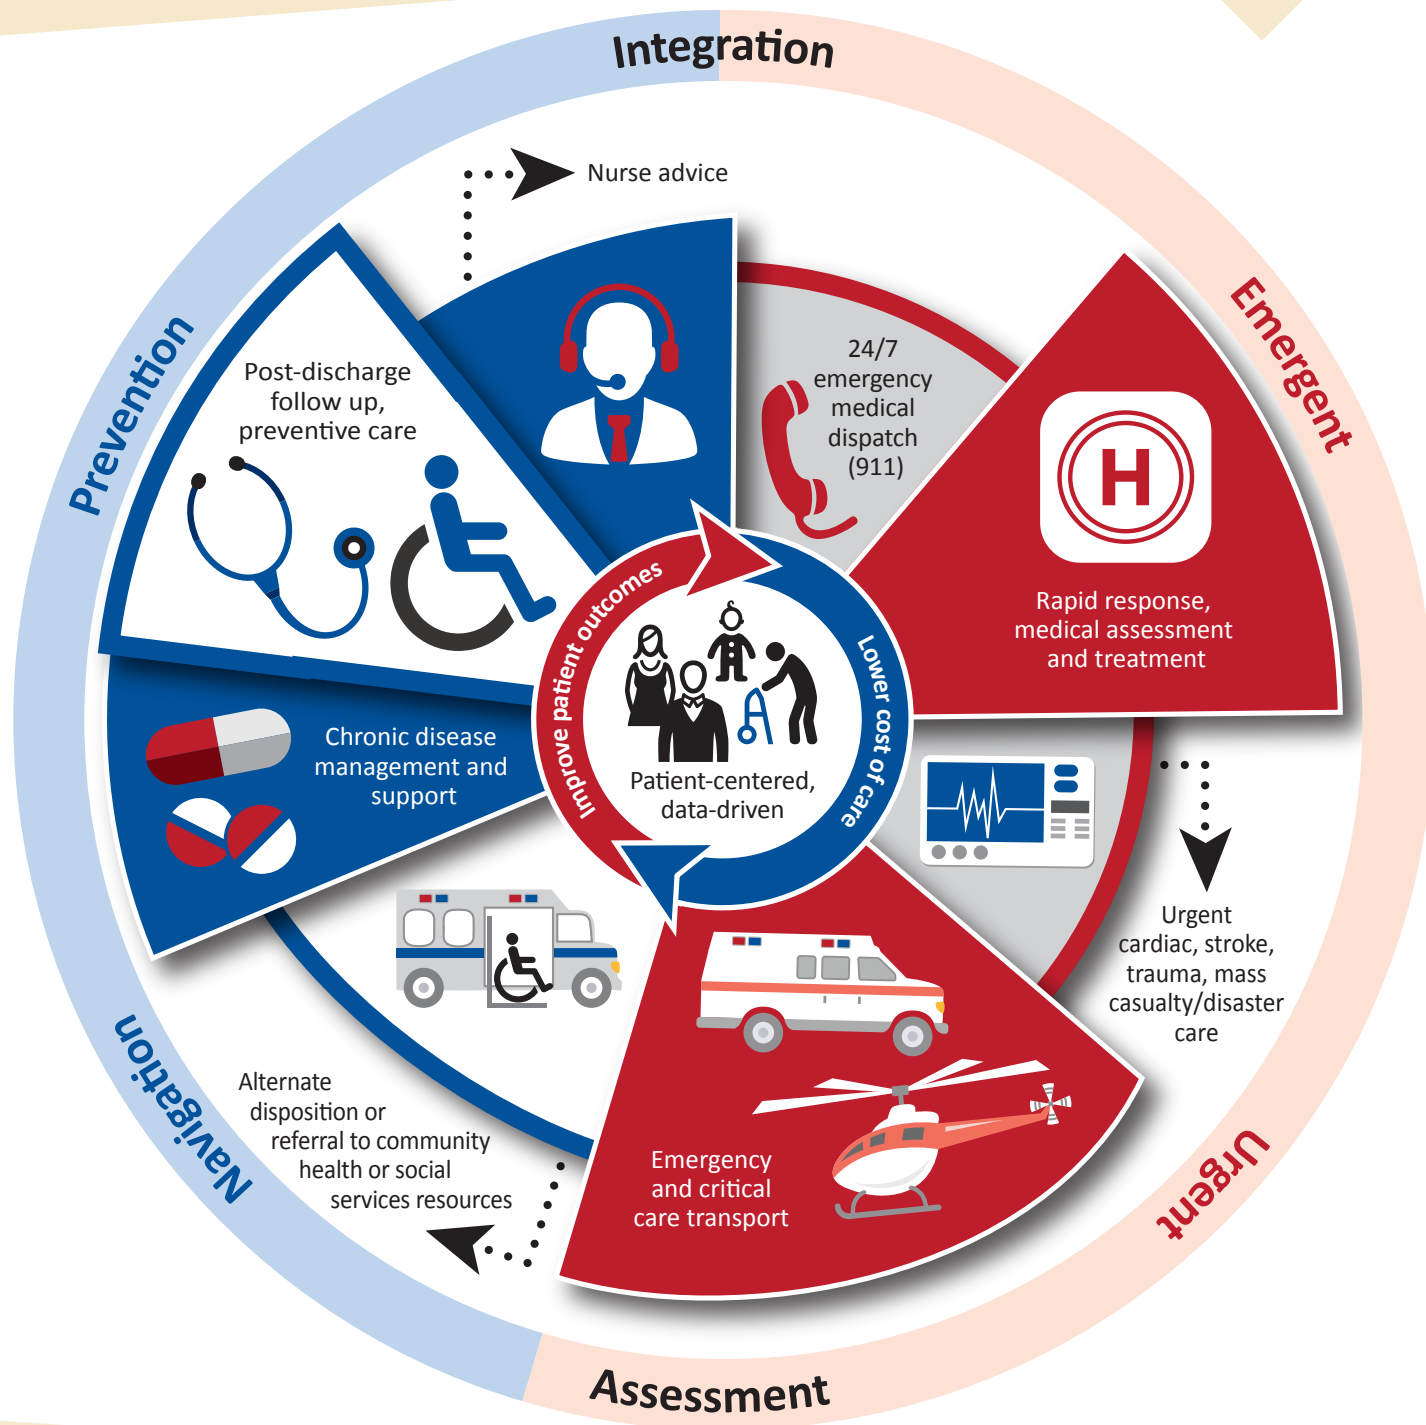 Integration
Nurse advice
24/7
emergency
medical
dispatch
(911)
Emergent
H
Rapid response,
medical assessment
and treatment
Urgent
cardiac, stroke,
trauma, mass
casualty/disaster
care
Urgent
Emergency
and critical
care transport
Assessment
Alternate
disposition or
referral to community
health or social
services resources
Navigation
Chronic disease
management and
support
Prevention
Post-discharge
follow up,
preventive care
Improve patient outcomes
Lower cost of care
Patient-centered,
data-driven